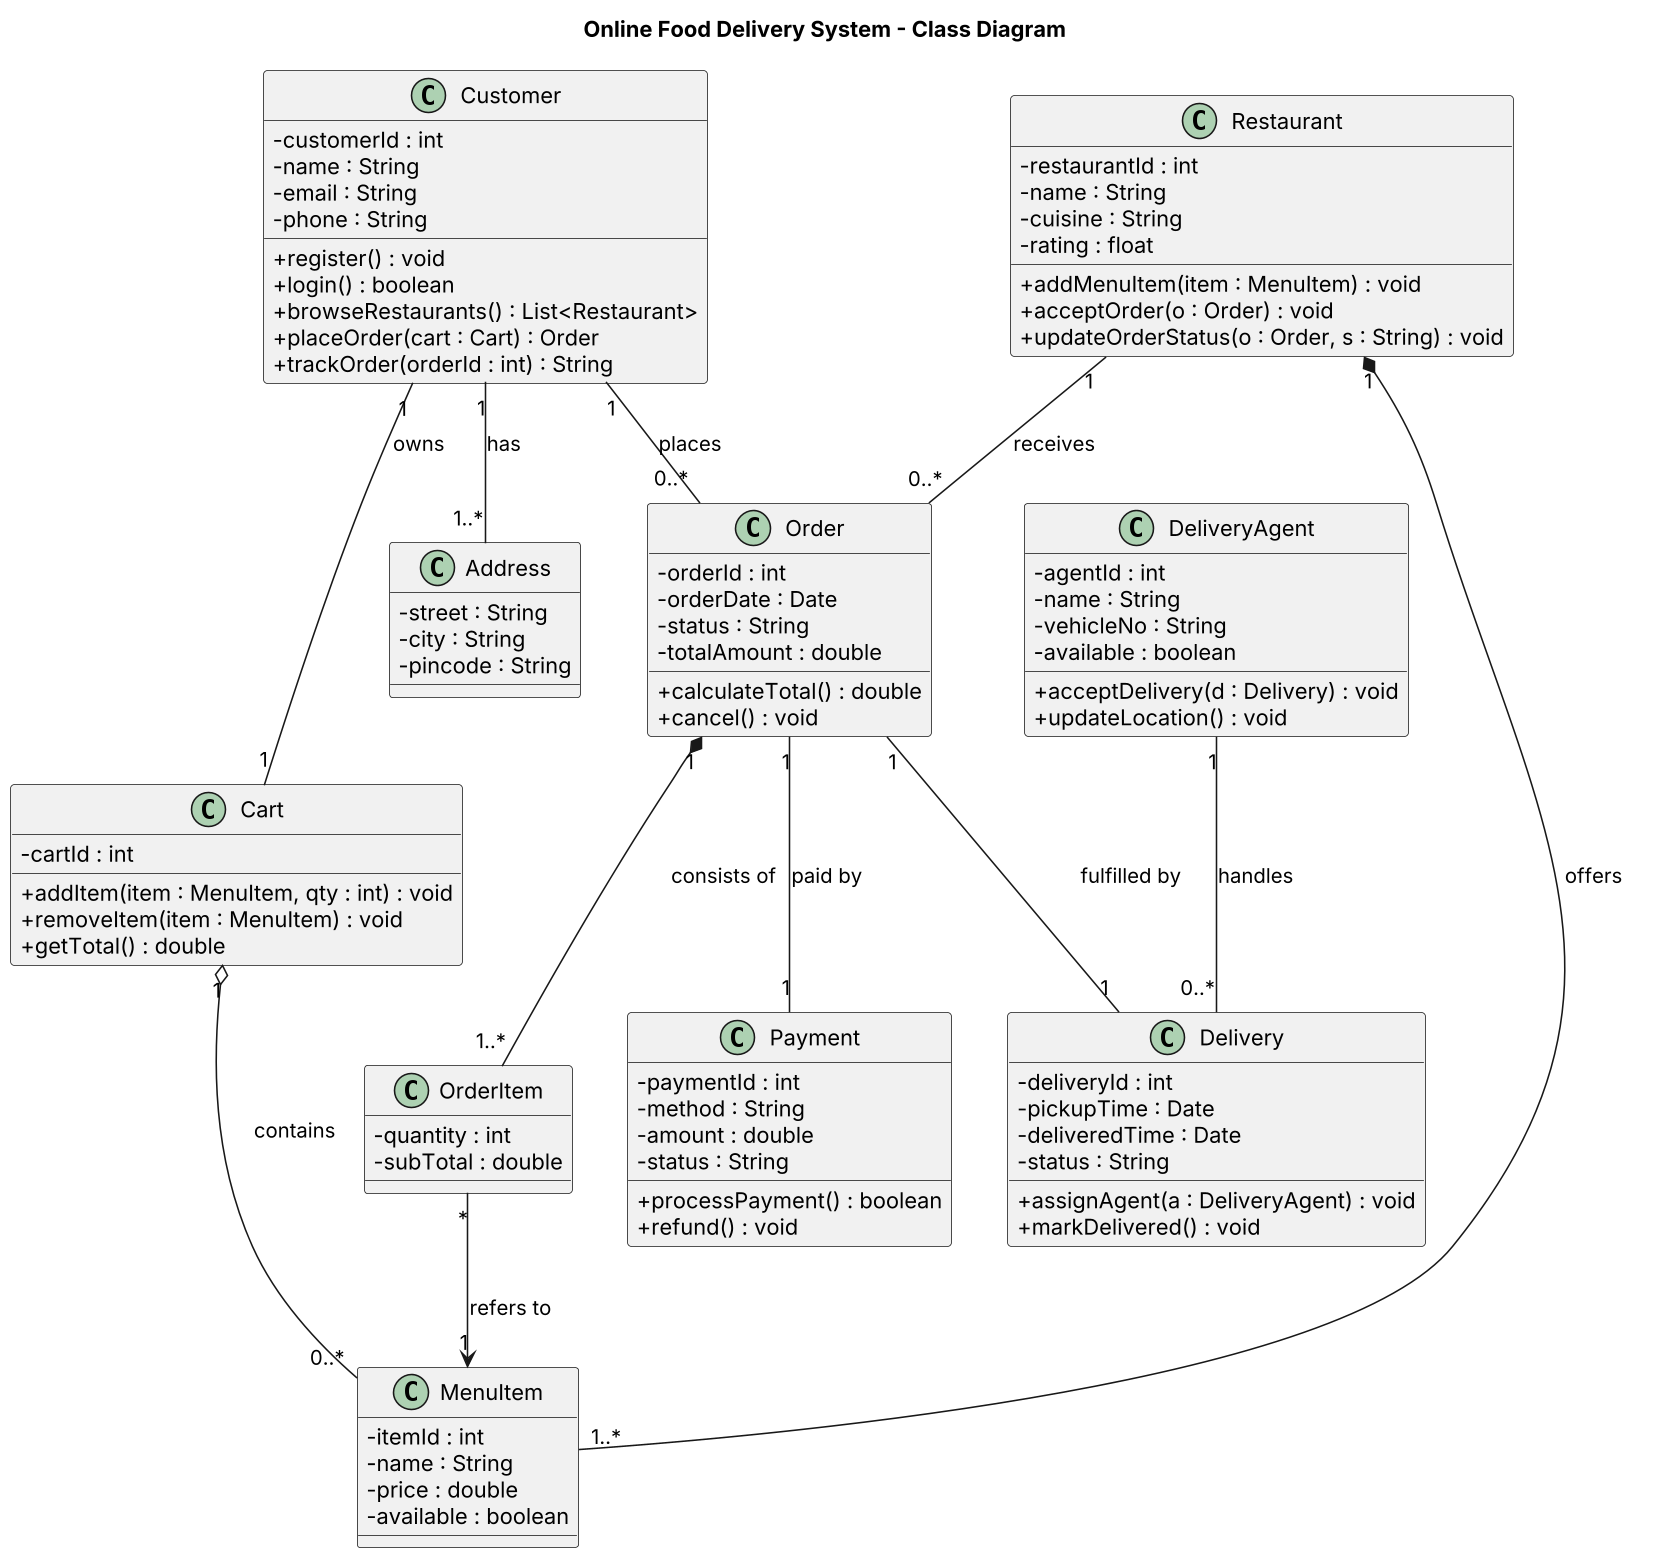 Online Food Delivery System - Class Diagram
C Customer
-customerId : int
-name : String
-email : String
-phone : String
+register() : void
+login() : boolean
+browseRestaurants() : List<Restaurant>
+placeOrder(cart : Cart) : Order
+trackOrder(orderId : int) : String
C Restaurant
-restaurantId : int
-name : String
-cuisine : String
-rating : float
+addMenuItem(item : MenuItem) : void
+acceptOrder(o : Order) : void
+updateOrderStatus(o : Order, s : String) : void
1
1
1
1
1
owns
has
places
receives
0..*
0..*
1..*
C Address
-street : String
-city : String
-pincode : String
C Order
-orderId : int
-orderDate : Date
-status : String
-totalAmount : double
+calculateTotal() : double
+cancel() : void
C DeliveryAgent
-agentId : int
-name : String
-vehicleNo : String
-available : boolean
+acceptDelivery(d : Delivery) : void
+updateLocation() : void
1
1
1
1
1
C Cart
-cartId : int
+addItem(item : MenuItem, qty : int) : void
+removeItem(item : MenuItem) : void
+getTotal() : double
consists of
paid by
fulfilled by
handles
offers
1
1
1
0..*
1..*
C OrderItem
-quantity : int
-subTotal : double
C Payment
-paymentId : int
-method : String
-amount : double
-status : String
+processPayment() : boolean
+refund() : void
C Delivery
-deliveryId : int
-pickupTime : Date
-deliveredTime : Date
-status : String
+assignAgent(a : DeliveryAgent) : void
+markDelivered() : void
contains
*
refers to
1
0..*
1..*
C MenuItem
-itemId : int
-name : String
-price : double
-available : boolean